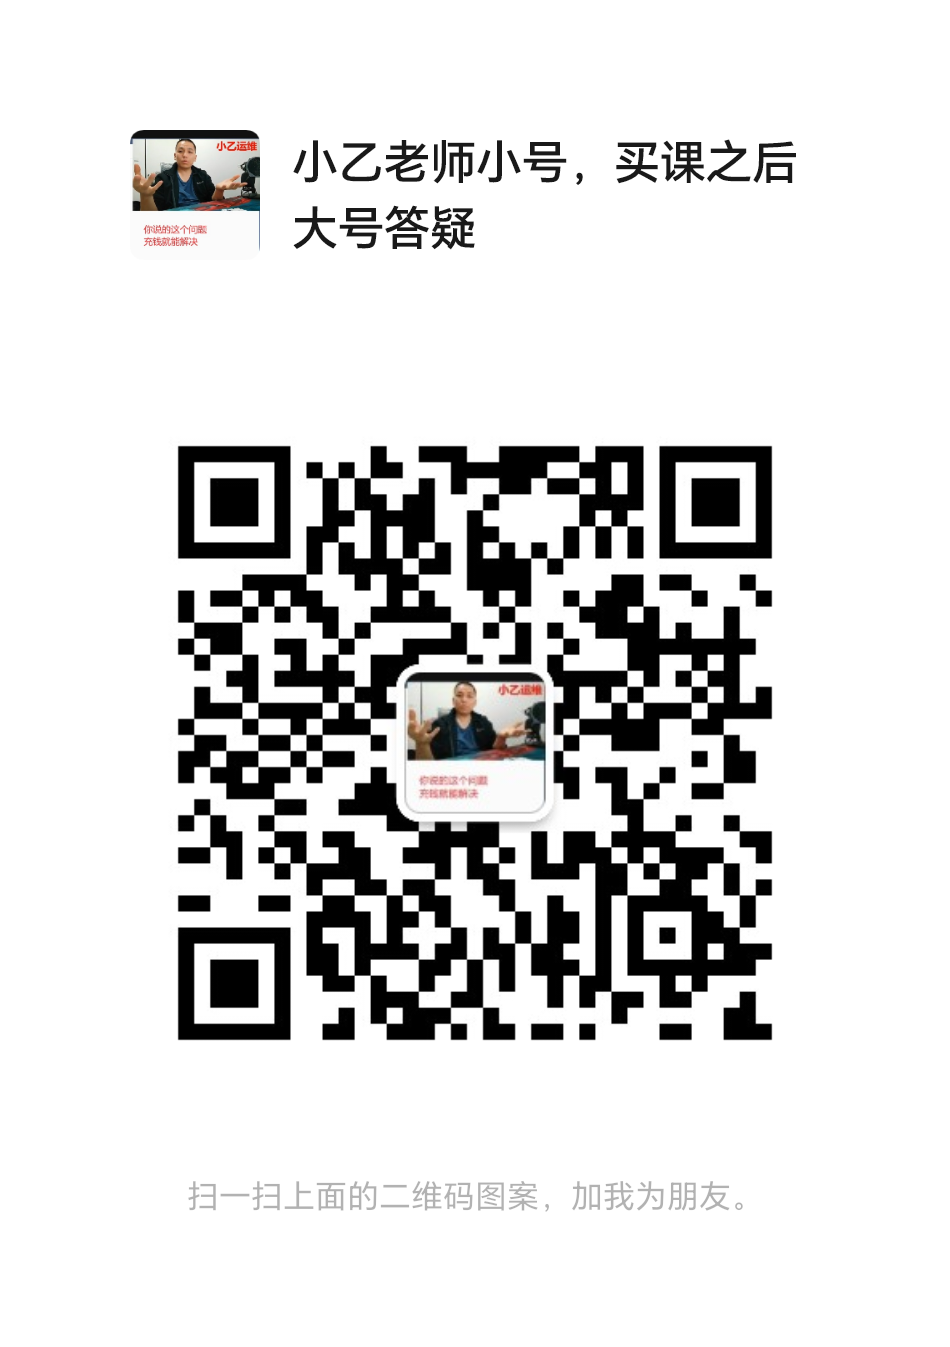 小乙运维
你说的这个问题
充钱就能解决
小乙老师小号，买课之后
大号答疑
小乙运维
你说的这个问题
充钱就能解决
扫一扫上面的二维码图案，加我为朋友。